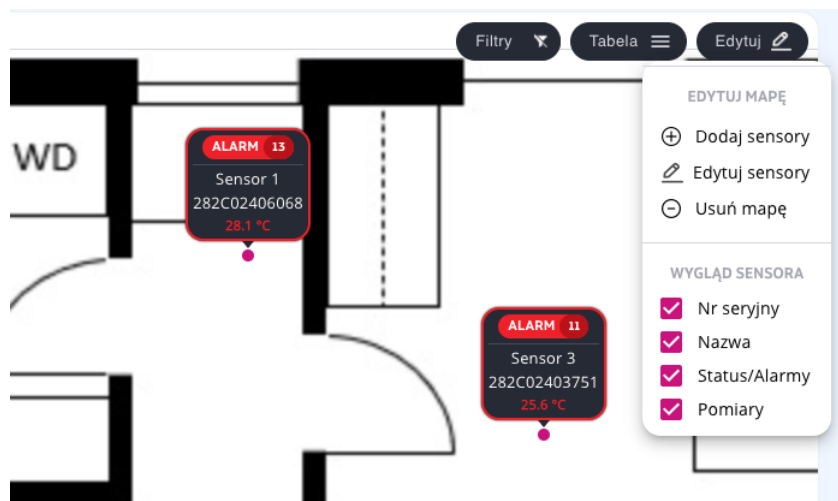 Filtry
Tabela
Edytuj
EDYTUJ MAPĘ
Dodaj sensory
Edytuj sensory
Usuń mapę
WYGLĄD SENSORA
Nr seryjny
Nazwa
Status/Alarmy
Pomiary
WD
ALARM 13
Sensor 1
282C02406068
28.1 °C
ALARM 11
Sensor 3
282C02403751
25.6 °C